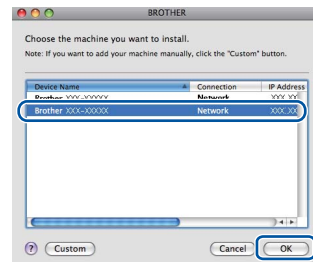 BROTHER
Choose the machine you want to install.
Note: If you want to add your machine manually, click the "Custom" button.
Device Name Connection IP Address
Brother XXX-XXXXX Network XXX.XX
Brother XXX-XXXXX Network XXX.XX
? Custom Cancel OK